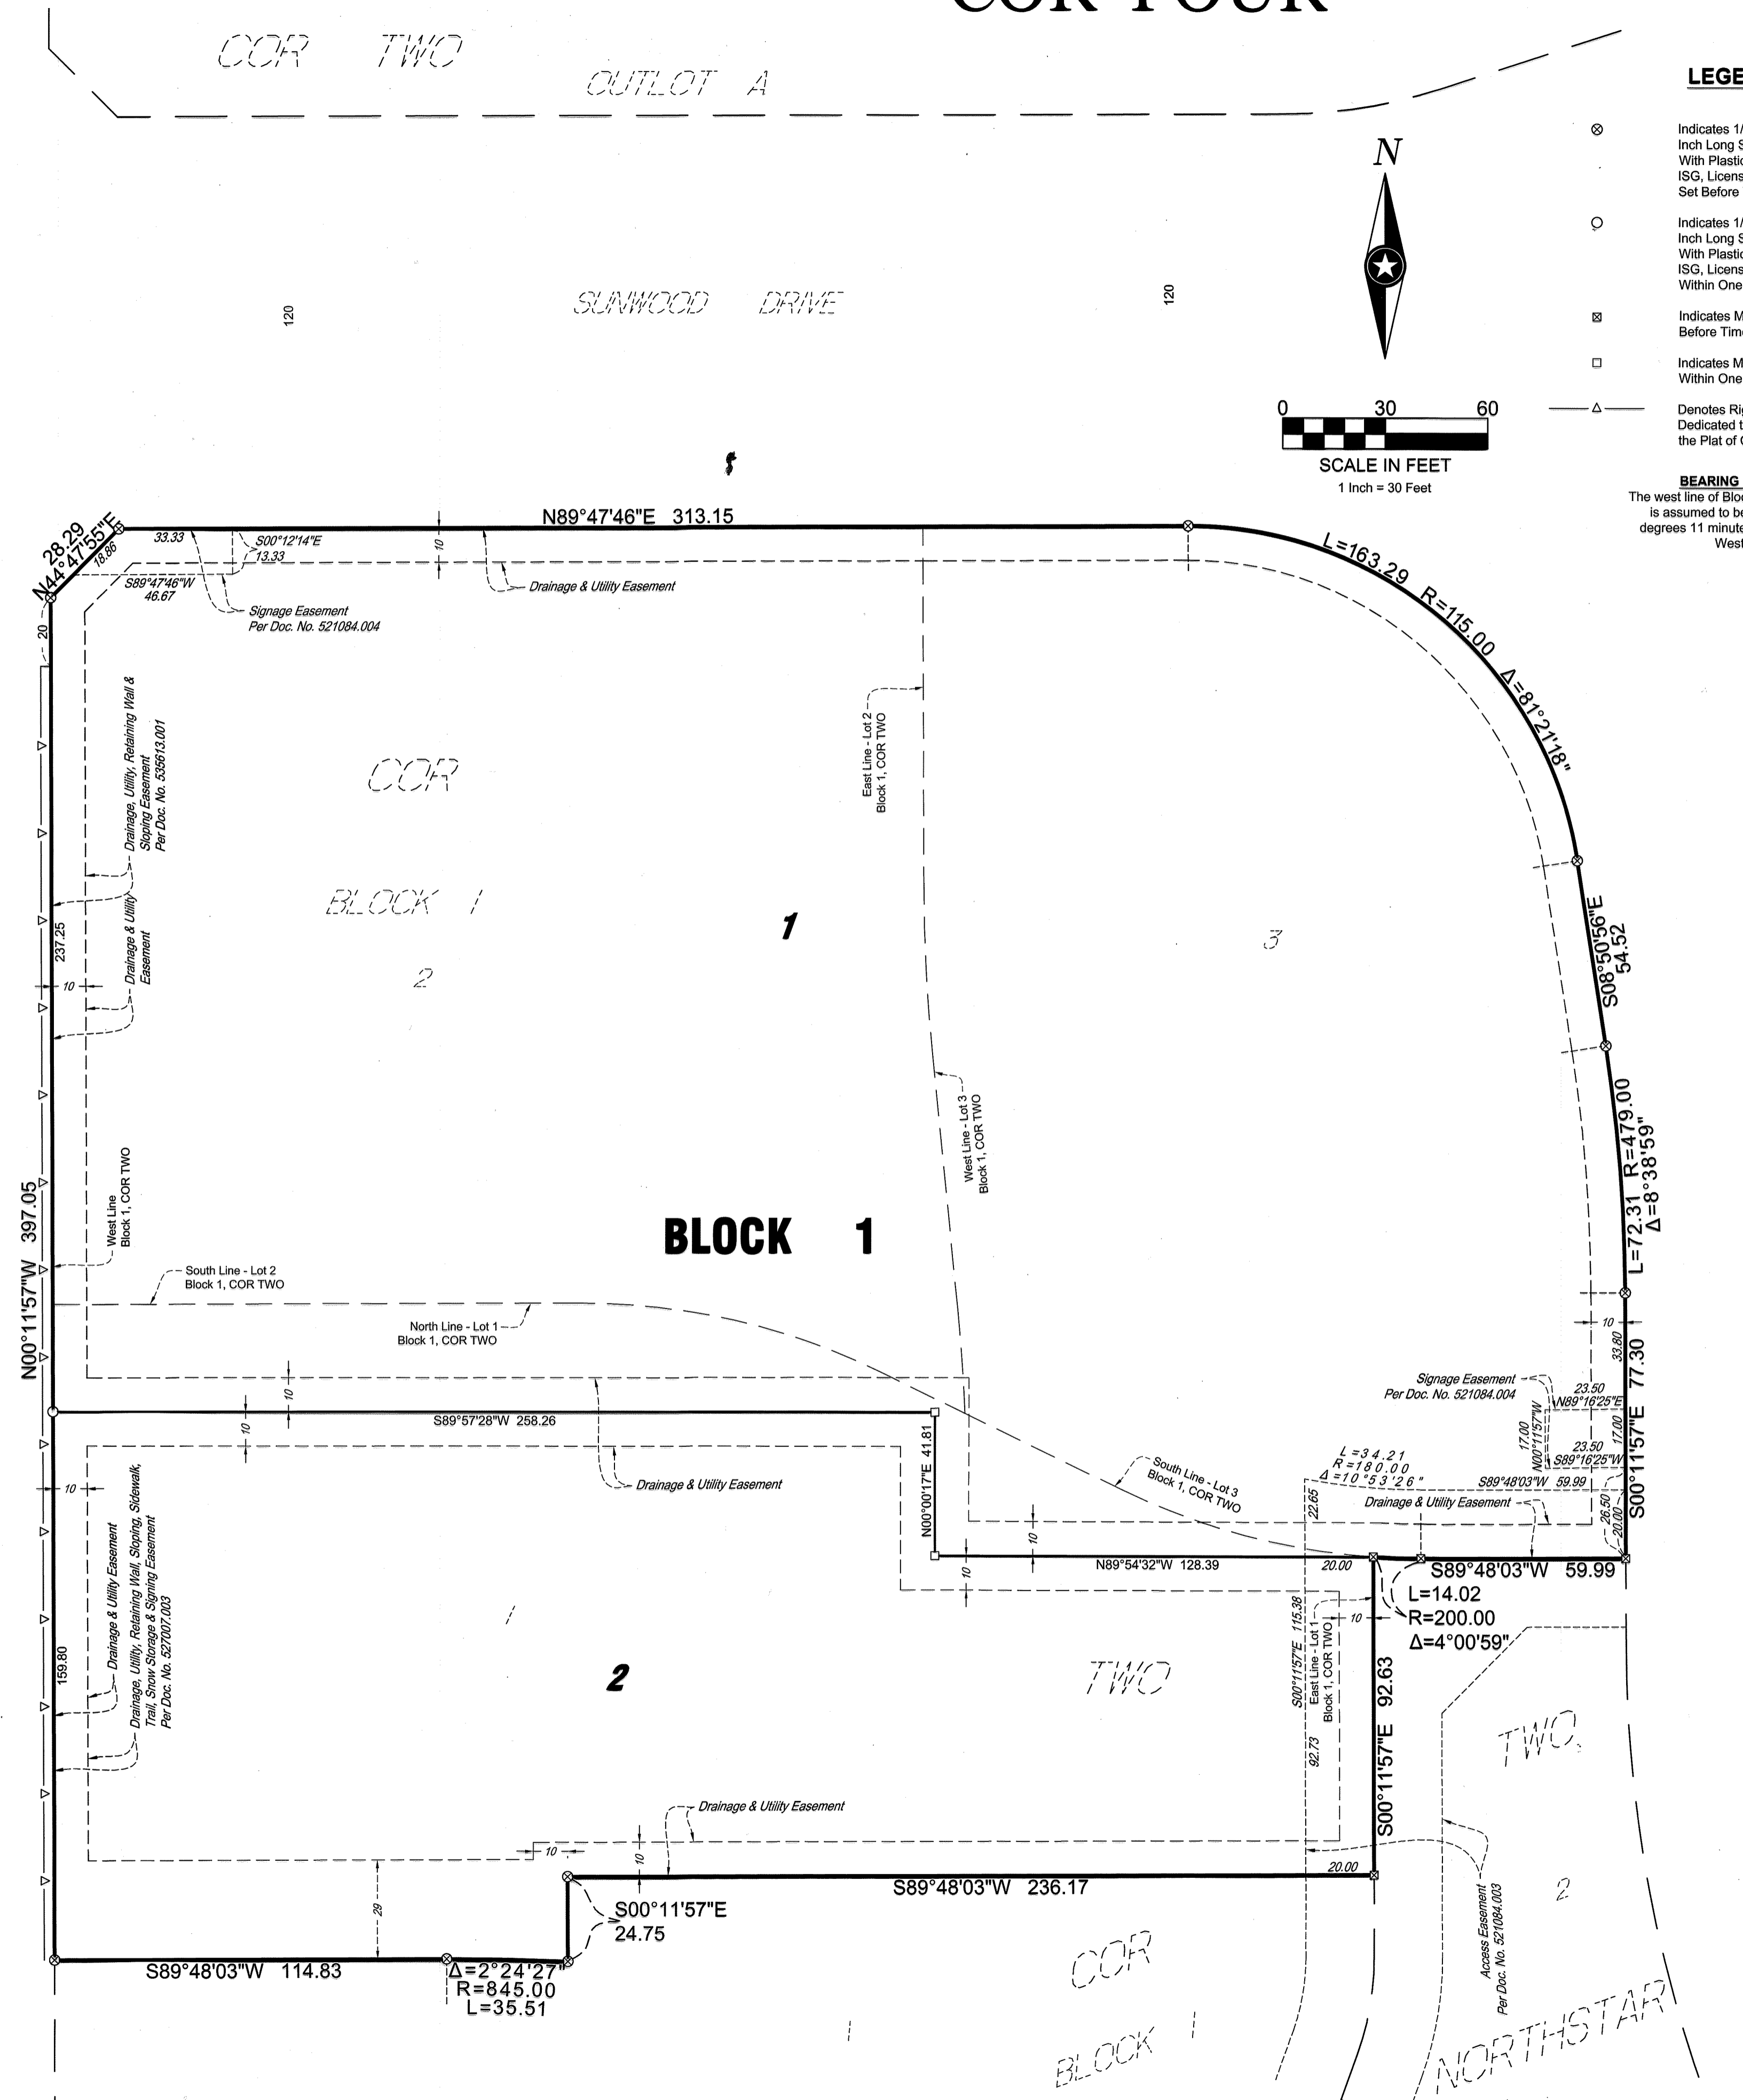 COR FOUR
COR TWO
OUTLOT A
N
LEGE
Indicates 1/
Inch Long S
With Plastic
ISG, Licens
Set Before
Indicates 1/
Inch Long S
With Plastic
ISG, Licens
Within One
Indicates M
Before Time
Indicates M
Within One
Denotes Rig
Dedicated t
the Plat of C
BEARING
The west line of Bloc
is assumed to be
degrees 11 minute
West
120
SUNWOOD DRIVE
120
0 30 60
SCALE IN FEET
1 Inch = 30 Feet
N89°47'46"E 313.15
28.29
N44°47'55"E
18.86
33.33
S00°12'14"E
13.33
10
S89°47'46"W
46.67
Drainage & Utility Easement
Signage Easement
Per Doc. No. 521084.004
20
L=163.29 R=115.00 Δ=81°21'18"
Drainage, Utility, Retaining Wall &
Sloping Easement
Per Doc. No. 535613.001
Drainage & Utility
Easement
237.25
10
COR
BLOCK 1
2
1
3
East Line - Lot 2
Block 1, COR TWO
West Line - Lot 3
Block 1, COR TWO
S08°50'56"E
54.52
L=72.31 R=479.00
Δ=8°38'59"
N00°11'57"W 397.05
West Line
Block 1, COR TWO
BLOCK 1
South Line - Lot 2
Block 1, COR TWO
North Line - Lot 1
Block 1, COR TWO
10
33.80
S00°11'57"E 77.30
Signage Easement
Per Doc. No. 521084.004
23.50
N89°16'25"E
17.00
N00°11'57"W
17.00
23.50
S89°16'25"W
10
S89°57'28"W 258.26
10
N00°00'17"E 41.81
Drainage & Utility Easement
South Line - Lot 3
Block 1, COR TWO
L=34.21
R=180.00
Δ=10°53'26"
S89°48'03"W 59.99
22.65
Drainage & Utility Easement
26.50
20.00
10
10
N89°54'32"W 128.39
20.00
S89°48'03"W 59.99
L=14.02
R=200.00
Δ=4°00'59"
10
10
Drainage & Utility Easement
Drainage, Utility, Retaining Wall, Sloping, Sidewalk,
Trail, Snow Storage & Signing Easement
Per Doc. No. 527007.003
159.80
1
2
TWO
S00°11'57"E 115.38
92.73
East Line - Lot 1
Block 1, COR TWO
10
S00°11'57"E 92.63
TWO
2
Drainage & Utility Easement
10
10
20.00
S89°48'03"W 236.17
S00°11'57"E
24.75
29
S89°48'03"W 114.83
Δ=2°24'27"
R=845.00
L=35.51
Access Easement
Per Doc. No. 521084.003
COR
BLOCK 1
NORTHSTAR